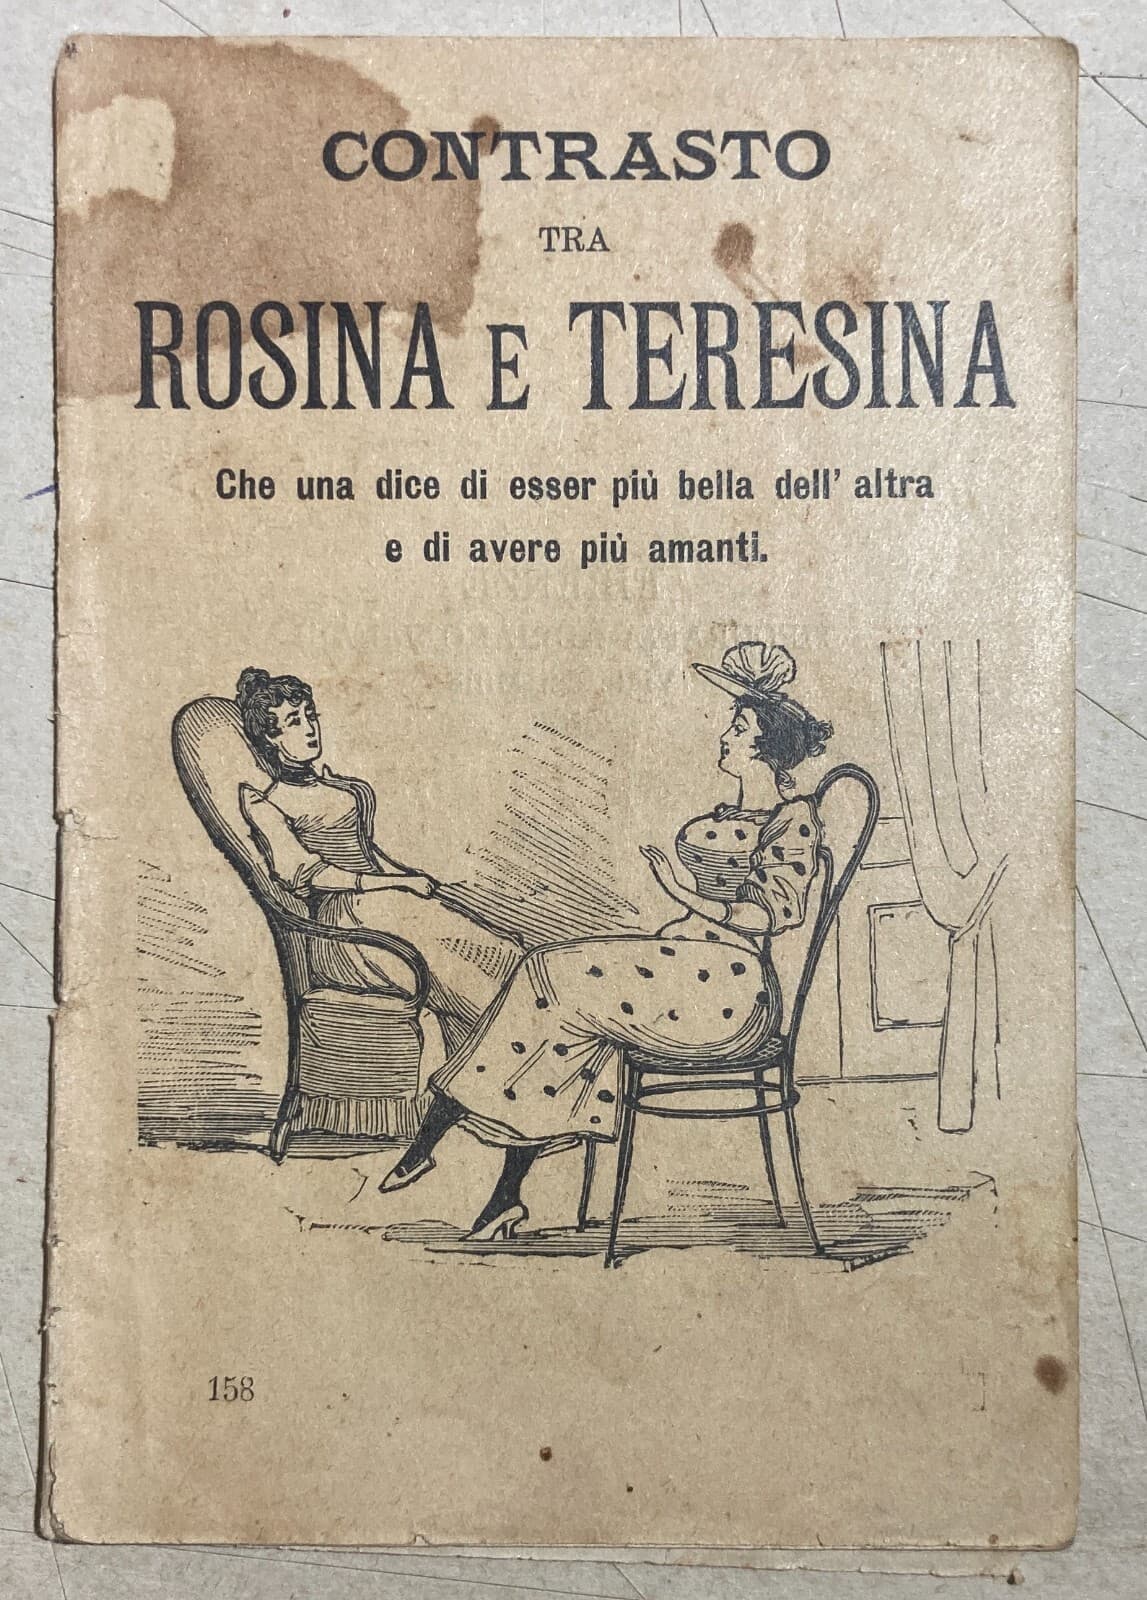 CONTRASTO
TRA
ROSINA E TERESINA
Che una dice di esser più bella dell' altra
e di avere più amanti.
158